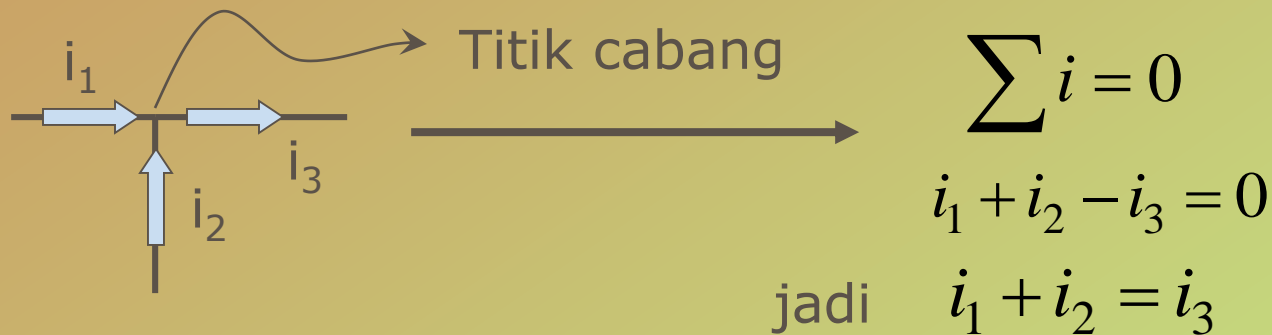 i₁
Titik cabang
∑ i = 0
i₃
i₂
i₁ + i₂ − i₃ = 0
jadi i₁ + i₂ = i₃